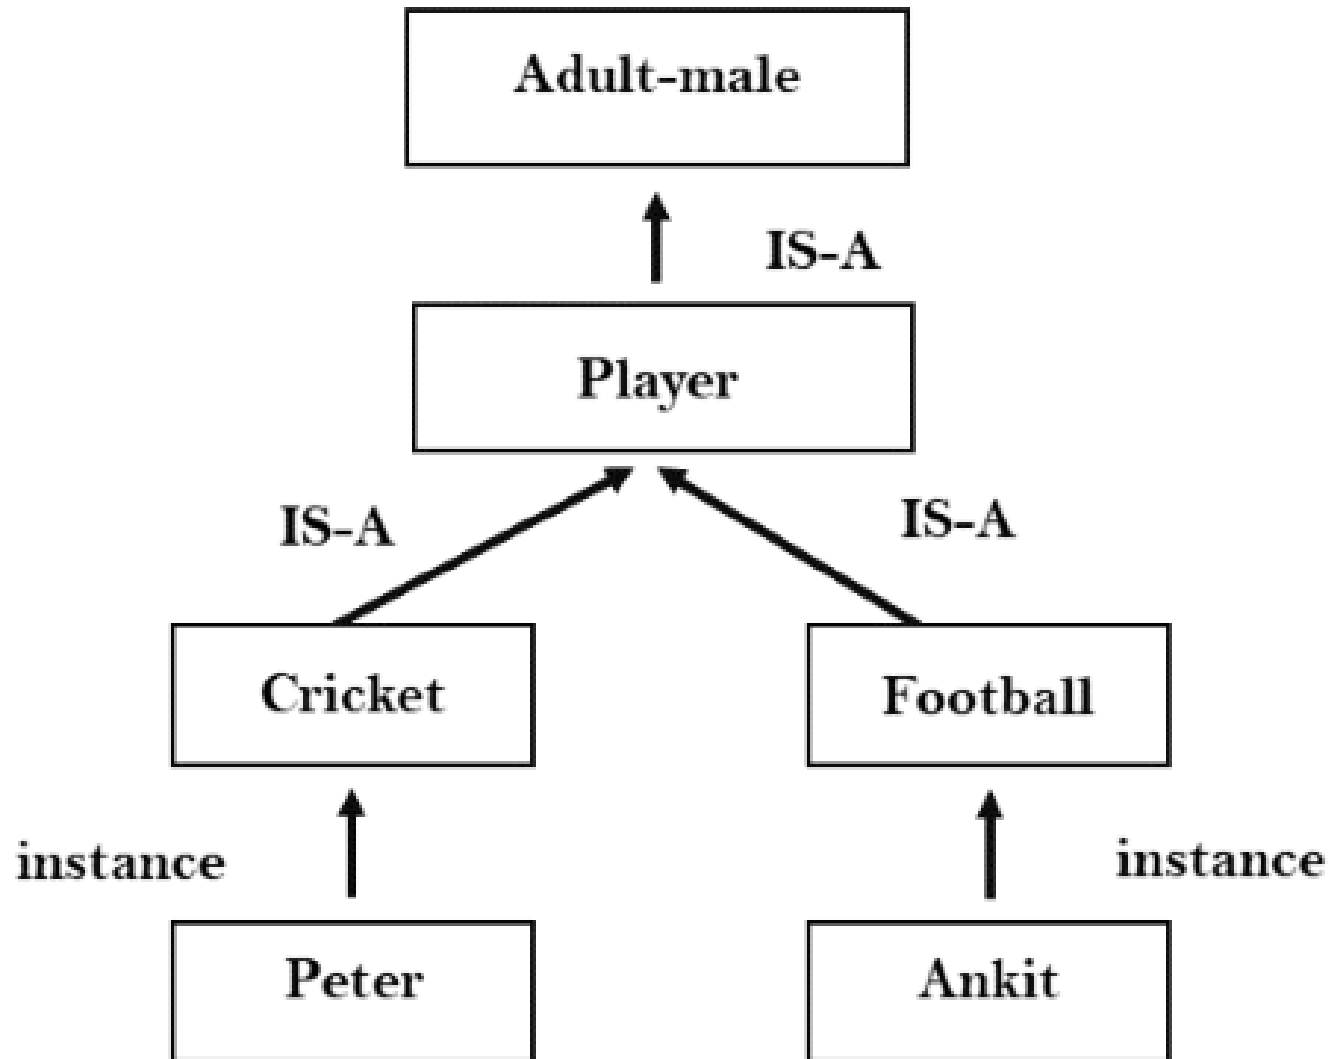 Adult-male
IS-A
Player
IS-A
IS-A
Cricket
Football
instance
instance
Peter
Ankit